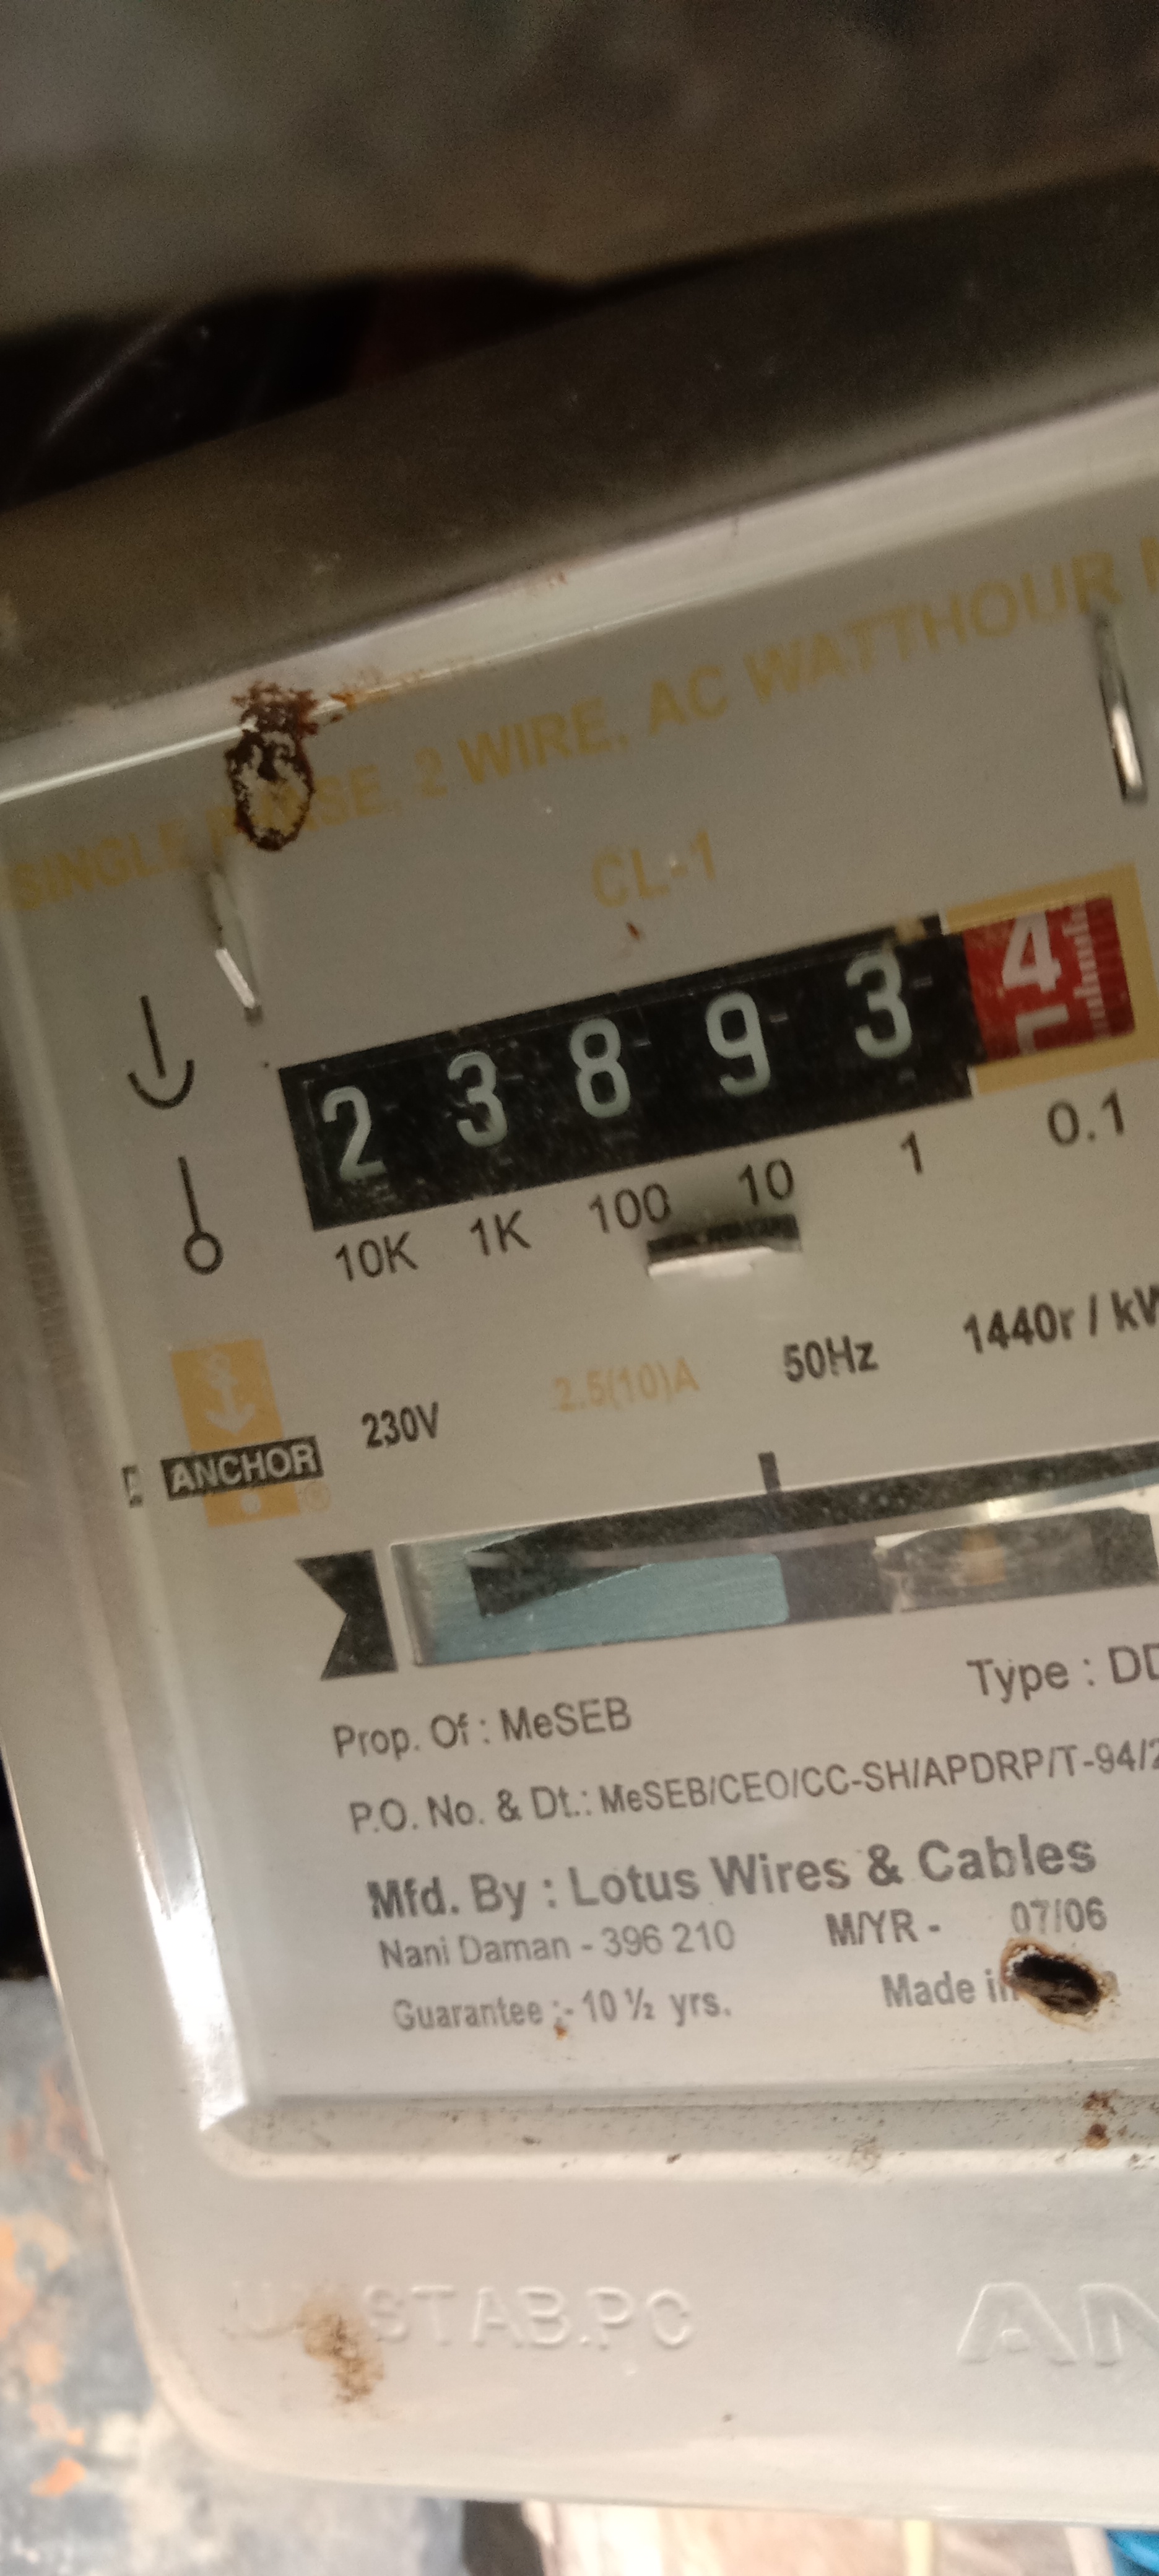 SINGLE PHASE, 2 WIRE, AC WATTHOUR
CL-1
2 3 8 9 3 4
10K 1K 100 10 1 0.1
230V 2.5(10)A 50Hz 1440r / kW
ANCHOR ®
Prop. Of : MeSEB Type : DD
P.O. No. & Dt.: MeSEB/CEO/CC-SH/APDRP/T-94/2
Mfd. By : Lotus Wires & Cables
Nani Daman - 396 210 M/YR - 07/06
Guarantee :- 10 ½ yrs. Made in
STAB.PC AN